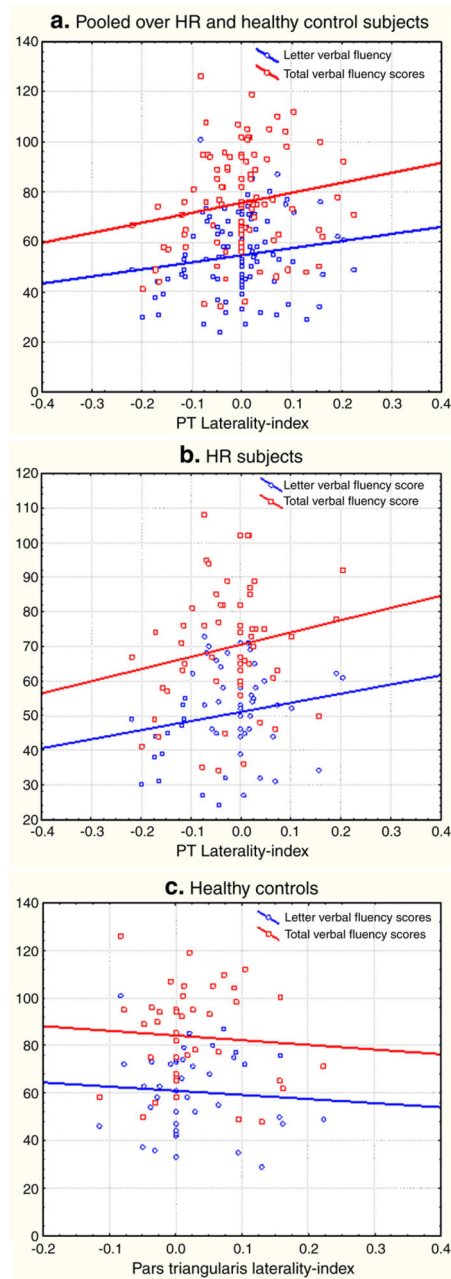 a. Pooled over HR and healthy control subjects
Letter verbal fluency
Total verbal fluency scores
140
120
100
80
60
40
20
0
-0.4 -0.3 -0.2 -0.1 0.0 0.1 0.2 0.3 0.4
PT Laterality-index
b. HR subjects
Letter verbal fluency score
Total verbal fluency score
120
110
100
90
80
70
60
50
40
30
20
-0.4 -0.3 -0.2 -0.1 0.0 0.1 0.2 0.3 0.4
PT Laterality-index
c. Healthy controls
Letter verbal fluency scores
Total verbal fluency scores
140
120
100
80
60
40
20
0
-0.2 -0.1 0.0 0.1 0.2 0.3 0.4
Pars triangularis laterality-index